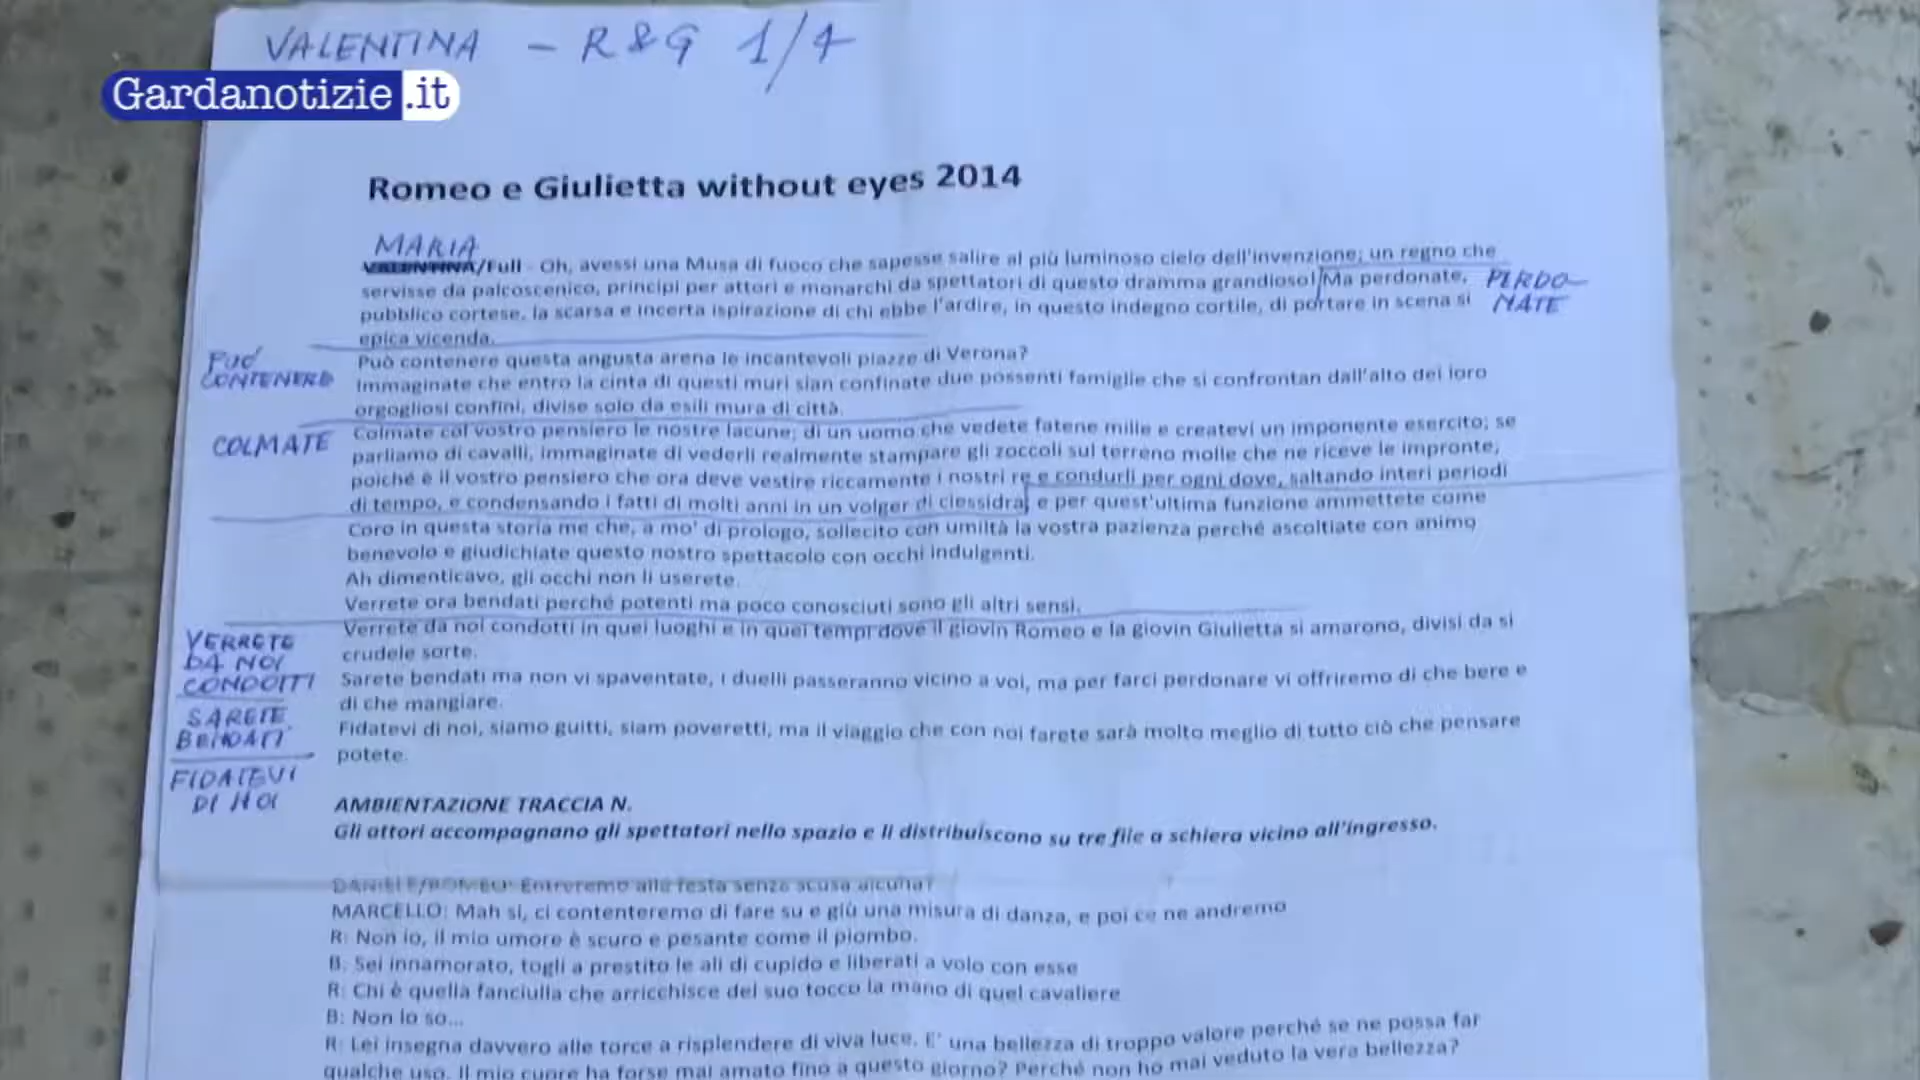 VALENTINA - R&G 1/4
Gardanotizie.it
Romeo e Giulietta without eyes 2014
MARIA
VALENTINA/Full - Oh, avessi una Musa di fuoco che sapesse salire al più luminoso cielo dell'invenzione; un regno che
servisse da palcoscenico, principi per attori e monarchi da spettatori di questo dramma grandioso! Ma perdonate,
PERDO-
NATE
pubblico cortese, la scarsa e incerta ispirazione di chi ebbe l'ardire, in questo indegno cortile, di portare in scena sì
epica vicenda.
PUÒ
CONTENERE
Può contenere questa angusta arena le incantevoli piazze di Verona?
Immaginate che entro la cinta di questi muri sian confinate due possenti famiglie che si confrontan dall'alto dei loro
orgogliosi confini, divise solo da esili mura di città.
COLMATE
Colmate col vostro pensiero le nostre lacune; di un uomo che vedete fatene mille e createvi un imponente esercito; se
parliamo di cavalli, immaginate di vederli realmente stampare gli zoccoli sul terreno molle che ne riceve le impronte,
poiché è il vostro pensiero che ora deve vestire riccamente i nostri re e condurli per ogni dove, saltando interi periodi
di tempo, e condensando i fatti di molti anni in un volger di clessidra; e per quest'ultima funzione ammettete come
Coro in questa storia me che, a mo' di prologo, sollecito con umiltà la vostra pazienza perché ascoltiate con animo
benevolo e giudichiate questo nostro spettacolo con occhi indulgenti.
Ah dimenticavo, gli occhi non li userete.
Verrete ora bendati perché potenti ma poco conosciuti sono gli altri sensi.
VERRETE
DA NOI
CONDOTTI
Verrete da noi condotti in quei luoghi e in quei tempi dove il giovin Romeo e la giovin Giulietta si amarono, divisi da sì
crudele sorte.
SARETE
BENDATI
Sarete bendati ma non vi spaventate, i duelli passeranno vicino a voi, ma per farci perdonare vi offriremo di che bere e
di che mangiare.
FIDATEVI
DI NOI
Fidatevi di noi, siamo guitti, siam poveretti, ma il viaggio che con noi farete sarà molto meglio di tutto ciò che pensare
potete.
AMBIENTAZIONE TRACCIA N.
Gli attori accompagnano gli spettatori nello spazio e li distribuiscono su tre file a schiera vicino all'ingresso.
DANIELE/ROMEO: Entreremo alla festa senza scusa alcuna?
MARCELLO: Mah sì, ci contenteremo di fare su e giù una misura di danza, e poi ce ne andremo
R: Non io, il mio umore è scuro e pesante come il piombo.
B: Sei innamorato, togli a prestito le ali di cupido e liberati a volo con esse
R: Chi è quella fanciulla che arricchisce del suo tocco la mano di quel cavaliere
B: Non lo so...
R: Lei insegna davvero alle torce a risplendere di viva luce. E' una bellezza di troppo valore perché se ne possa far
qualche uso. Il mio cuore ha forse mai amato fino a questo giorno? Perché non ho mai veduto la vera bellezza?